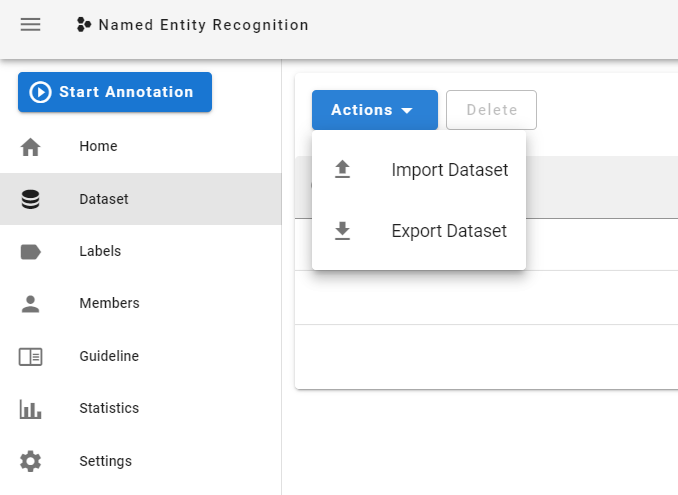 Named Entity Recognition
Start Annotation
Home
Dataset
Labels
Members
Guideline
Statistics
Settings
Actions
Delete
Import Dataset
Export Dataset